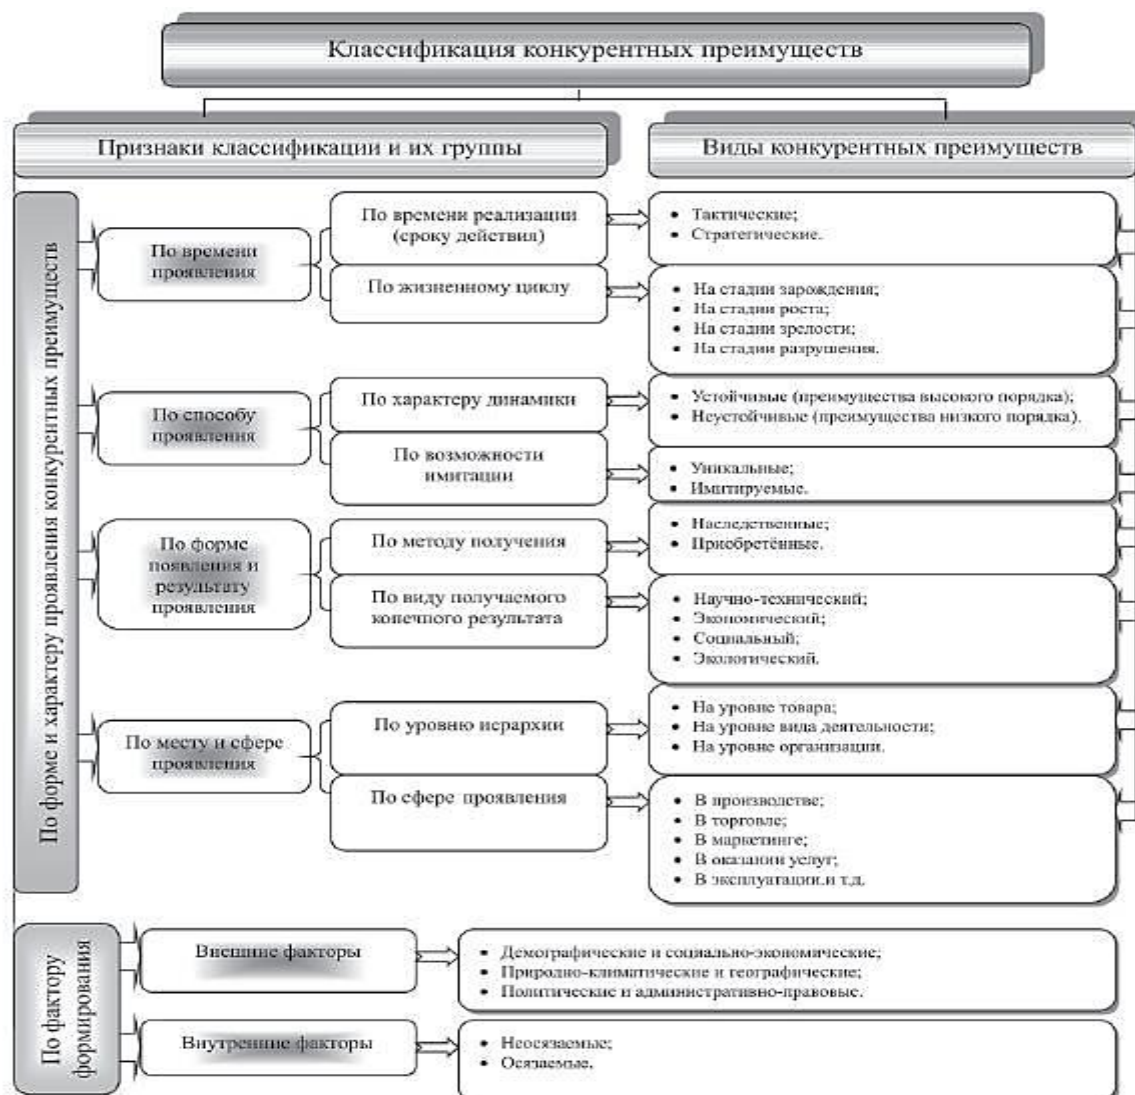 Классификация конкурентных преимуществ
Признаки классификации и их группы
Виды конкурентных преимуществ
По форме и характеру проявления конкурентных преимуществ
По времени
проявления
По времени реализации
(сроку действия)
• Тактические;
• Стратегические.
По жизненному циклу
• На стадии зарождения;
• На стадии роста;
• На стадии зрелости;
• На стадии разрушения.
По способу
проявления
По характеру динамики
• Устойчивые (преимущества высокого порядка);
• Неустойчивые (преимущества низкого порядка).
По возможности
имитации
• Уникальные;
• Имитируемые.
По форме
появления и
результату
проявления
По методу получения
• Наследственные;
• Приобретённые.
По виду получаемого
конечного результата
• Научно-технический;
• Экономический;
• Социальный;
• Экологический.
По месту и сфере
проявления
По уровню иерархии
• На уровне товара;
• На уровне вида деятельности;
• На уровне организации.
По сфере проявления
• В производстве;
• В торговле;
• В маркетинге;
• В оказании услуг;
• В эксплуатации.и т.д.
По фактору
формирования
Внешние факторы
• Демографические и социально-экономические;
• Природно-климатические и географические;
• Политические и административно-правовые.
Внутренние факторы
• Неосязаемые;
• Осязаемые.